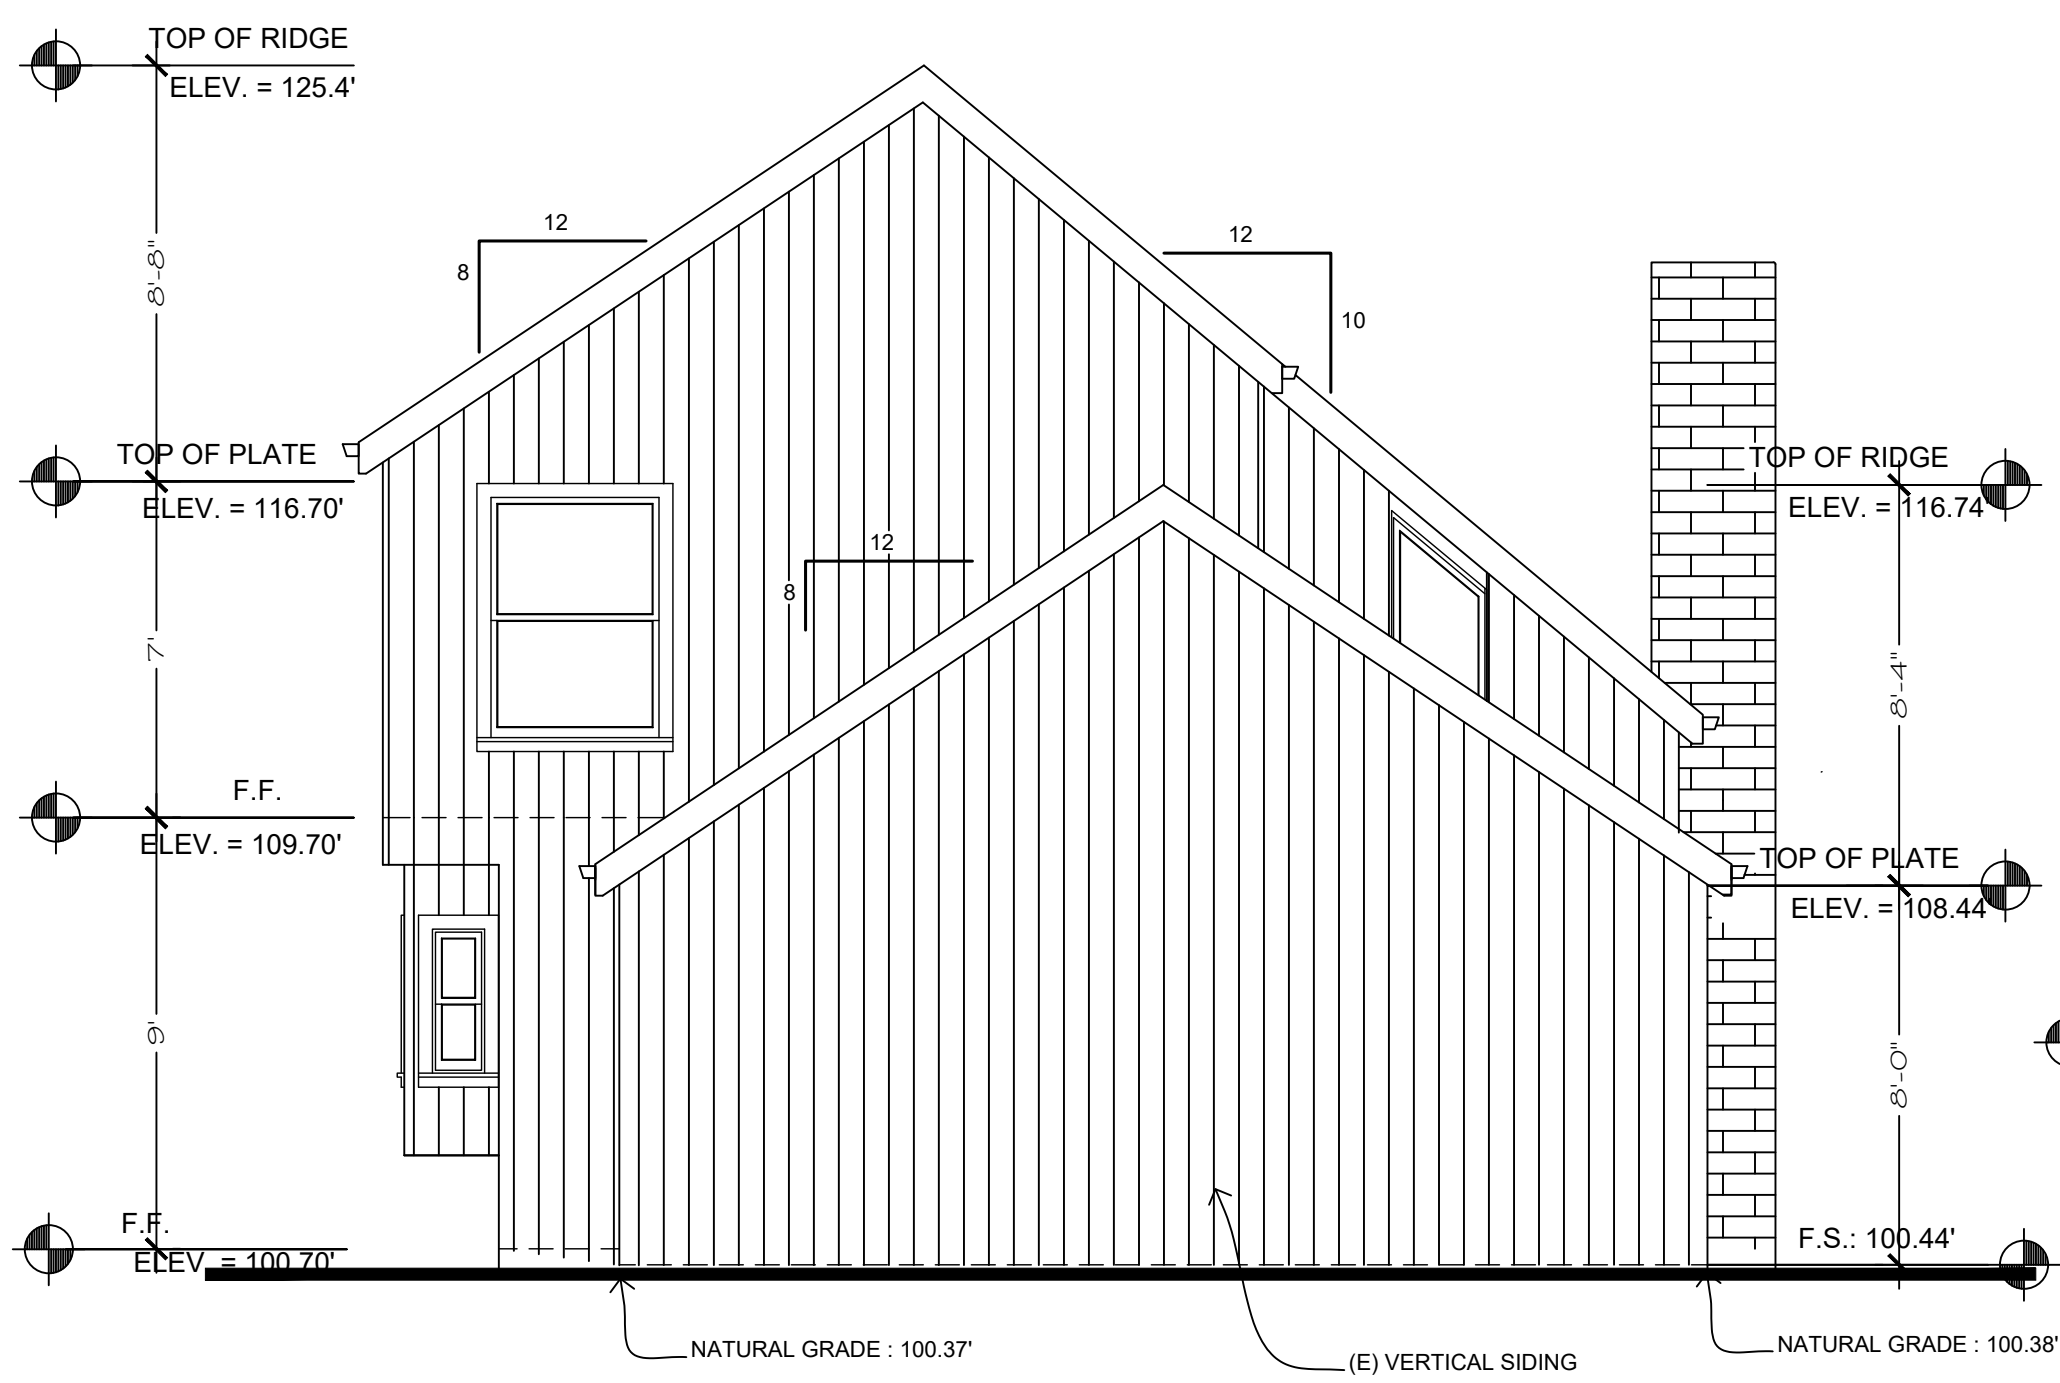 TOP OF RIDGE
ELEV. = 125.4'
12
8
12
10
8'-8"
TOP OF PLATE
ELEV. = 116.70'
TOP OF RIDGE
ELEV. = 116.74'
12
8
7'
8'-4"
F.F.
ELEV. = 109.70'
TOP OF PLATE
ELEV. = 108.44'
9'
8'-0"
F.F.
ELEV. = 100.70'
F.S.: 100.44'
NATURAL GRADE : 100.37'
(E) VERTICAL SIDING
NATURAL GRADE : 100.38'